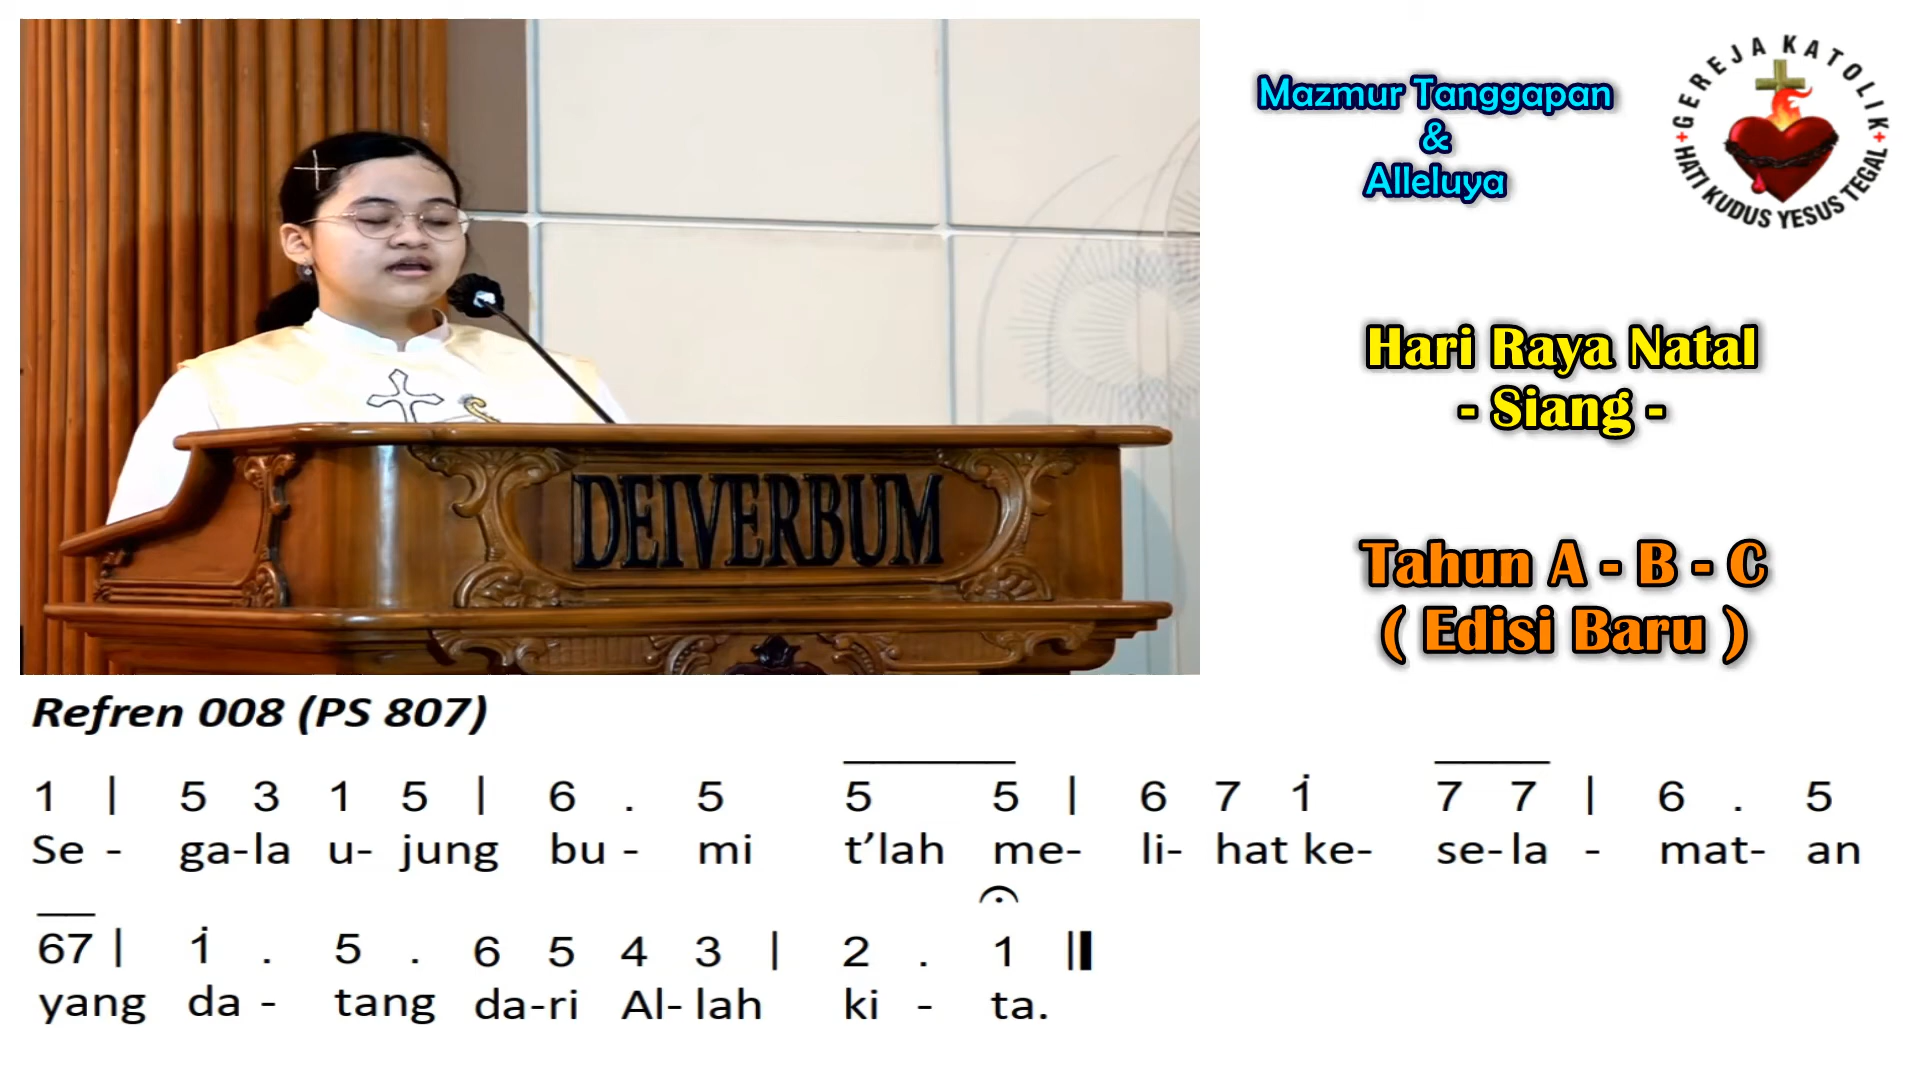 Mazmur Tanggapan
&
Alleluya
GEREJA KATOLIK
HATI KUDUS YESUS TEGAL
Hari Raya Natal
- Siang -
Tahun A - B - C
( Edisi Baru )
DEIVERBUM
Refren 008 (PS 807)
1 | 5 3 1 5 | 6 . 5 5 5 | 6 7 1̇ 7 7 | 6 . 5
Se - ga-la u- jung bu - mi t’lah me- li- hat ke- se-la - mat- an
67 | 1̇ . 5 . 6 5 4 3 | 2 . 1 ||
yang da - tang da-ri Al- lah ki - ta.